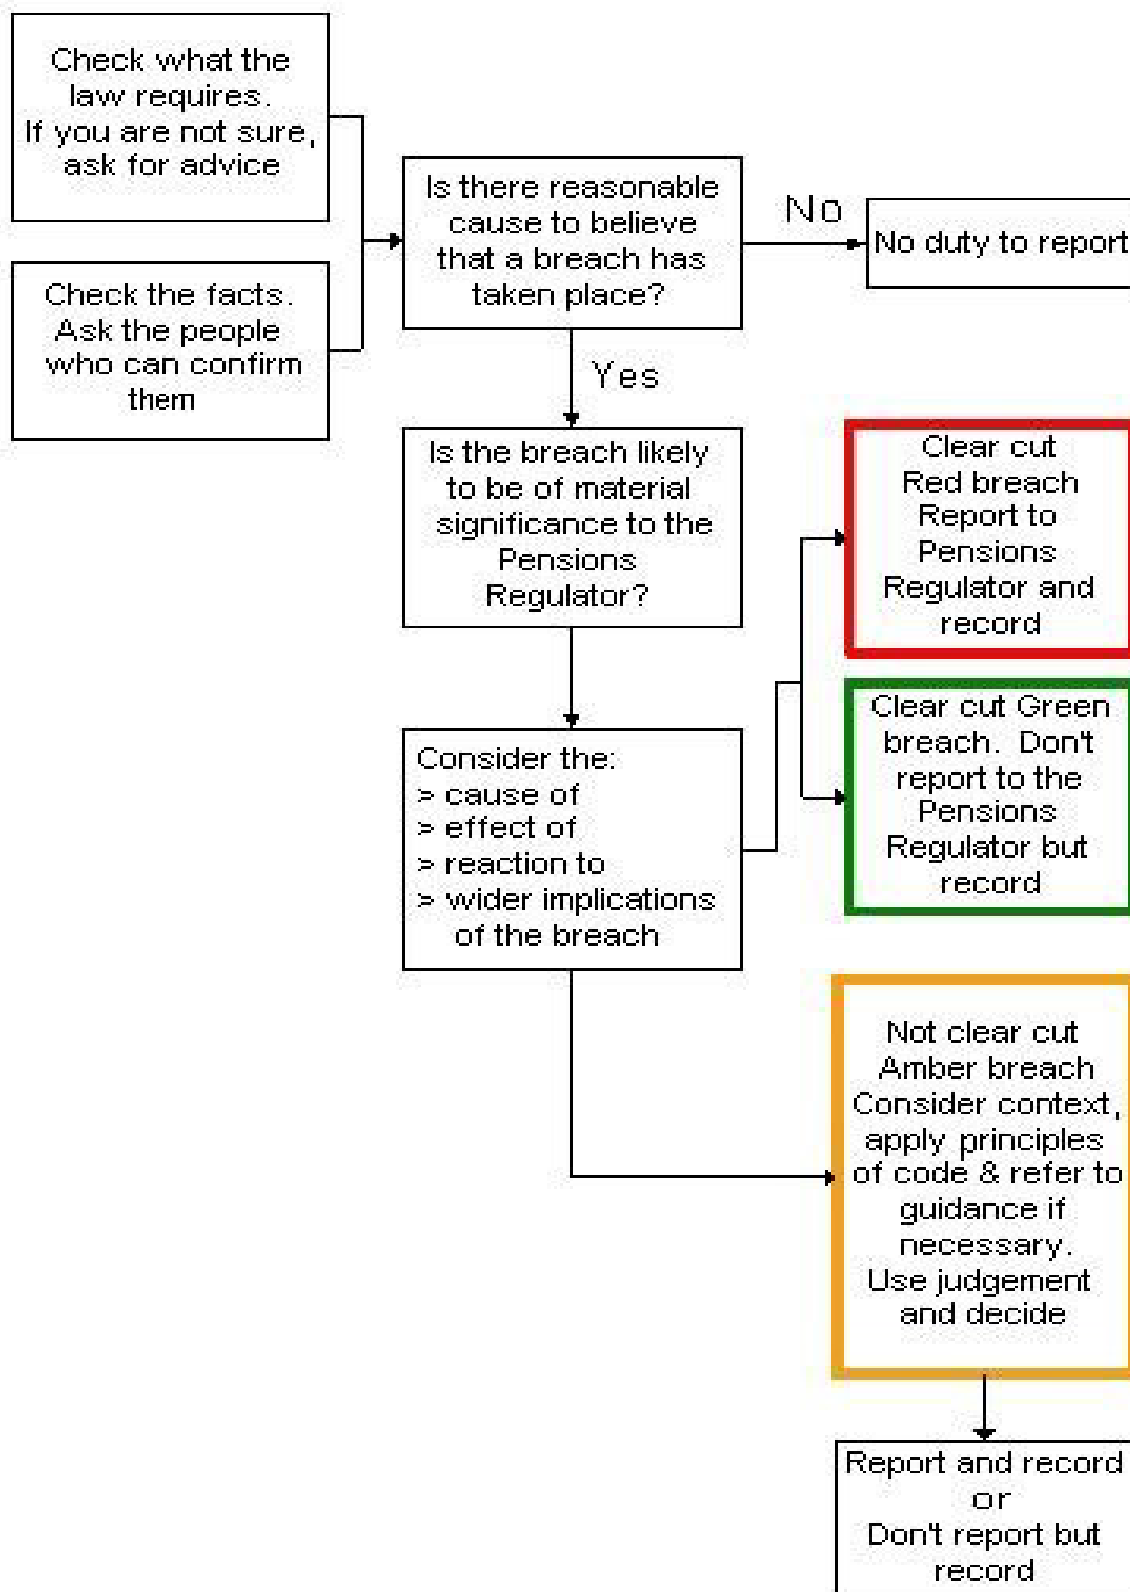 Check what the
law requires.
If you are not sure,
ask for advice
Check the facts.
Ask the people
who can confirm
them
Is there reasonable
cause to believe
that a breach has
taken place?
No
No duty to report
Yes
Is the breach likely
to be of material
significance to the
Pensions
Regulator?
Consider the:
> cause of
> effect of
> reaction to
> wider implications
of the breach
Clear cut
Red breach
Report to
Pensions
Regulator and
record
Clear cut Green
breach.  Don't
report to the
Pensions
Regulator but
record
Not clear cut
Amber breach
Consider context,
apply principles
of code & refer to
guidance if
necessary.
Use judgement
and decide
Report and record
or
Don't report but
record